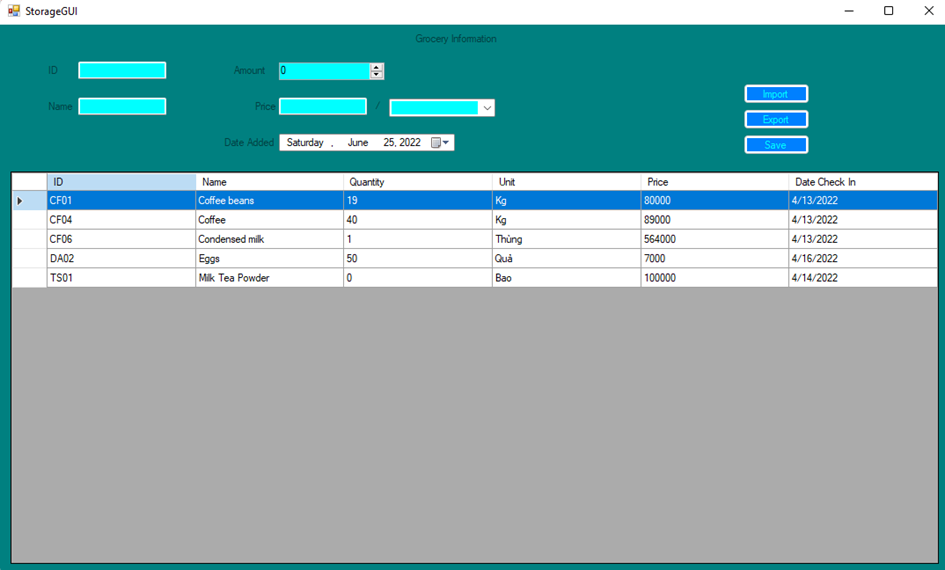 StorageGUI
Grocery Information
ID Amount 0
Name Price /
Date Added Saturday , June 25, 2022
Import
Export
Save
ID Name Quantity Unit Price Date Check In
CF01 Coffee beans 19 Kg 80000 4/13/2022
CF04 Coffee 40 Kg 89000 4/13/2022
CF06 Condensed milk 1 Thùng 564000 4/13/2022
DA02 Eggs 50 Quả 7000 4/16/2022
TS01 Milk Tea Powder 0 Bao 100000 4/14/2022